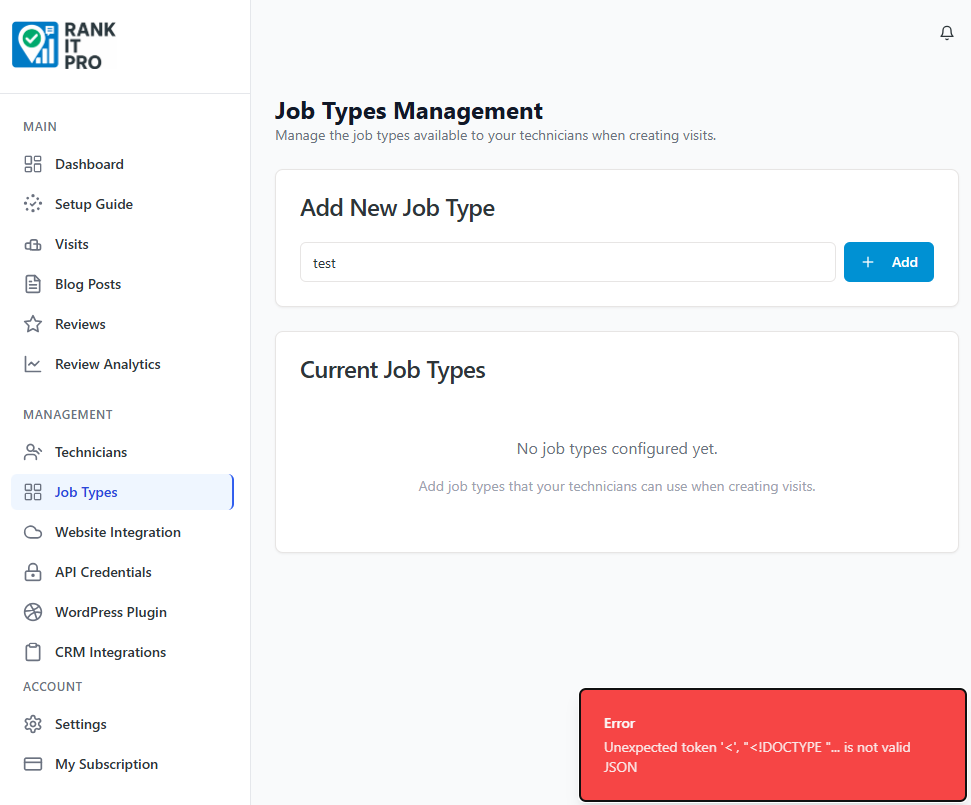 RANK
IT
PRO
MAIN
Dashboard
Setup Guide
Visits
Blog Posts
Reviews
Review Analytics
MANAGEMENT
Technicians
Job Types
Website Integration
API Credentials
WordPress Plugin
CRM Integrations
ACCOUNT
Settings
My Subscription
Job Types Management
Manage the job types available to your technicians when creating visits.
Add New Job Type
test
+ Add
Current Job Types
No job types configured yet.
Add job types that your technicians can use when creating visits.
Error
Unexpected token '<', "<!DOCTYPE "... is not valid
JSON